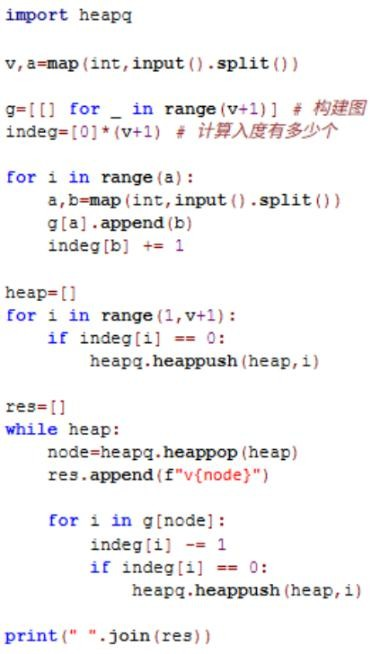 import heapq

v,a=map(int,input().split())

g=[[] for _ in range(v+1)] # 构建图
indeg=[0]*(v+1) # 计算入度有多少个

for i in range(a):
    a,b=map(int,input().split())
    g[a].append(b)
    indeg[b] += 1

heap=[]
for i in range(1,v+1):
    if indeg[i] == 0:
        heapq.heappush(heap,i)

res=[]
while heap:
    node=heapq.heappop(heap)
    res.append(f"v{node}")

    for i in g[node]:
        indeg[i] -= 1
        if indeg[i] == 0:
            heapq.heappush(heap,i)

print(" ".join(res))